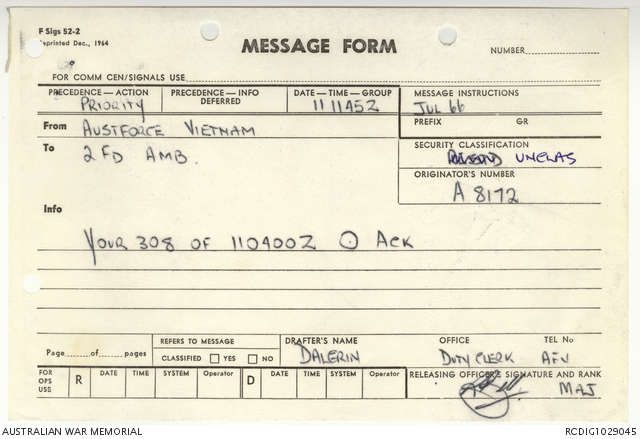 F Sigs 52-2
Reprinted Dec., 1964
MESSAGE FORM
NUMBER
FOR COMM CEN/SIGNALS USE
PRECEDENCE—ACTION
PRIORITY
PRECEDENCE—INFO
DEFERRED
DATE—TIME—GROUP
111145Z
MESSAGE INSTRUCTIONS
JUL 66
From AUSTFORCE VIETNAM
PREFIX GR
To 2 FD AMB.
SECURITY CLASSIFICATION
UNCLAS
ORIGINATOR'S NUMBER
A 8172
Info
YOUR 308 OF 110400Z ⊙ ACK
Page ........ of ........ pages
REFERS TO MESSAGE
CLASSIFIED YES NO
DRAFTER'S NAME
DALERIN
OFFICE
DUTY CLERK
TEL No
AFV
FOR OPS USE
R DATE TIME SYSTEM Operator D DATE TIME SYSTEM Operator
RELEASING OFFICER'S SIGNATURE AND RANK
MAJ
AUSTRALIAN WAR MEMORIAL
RCDIG1029045